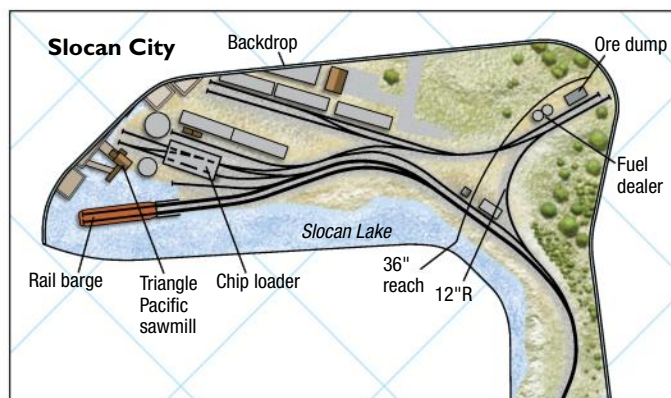 Slocan City
Backdrop
Ore dump
Fuel
dealer
Slocan Lake
36"
reach
12"R
Rail barge
Triangle
Pacific
sawmill
Chip loader